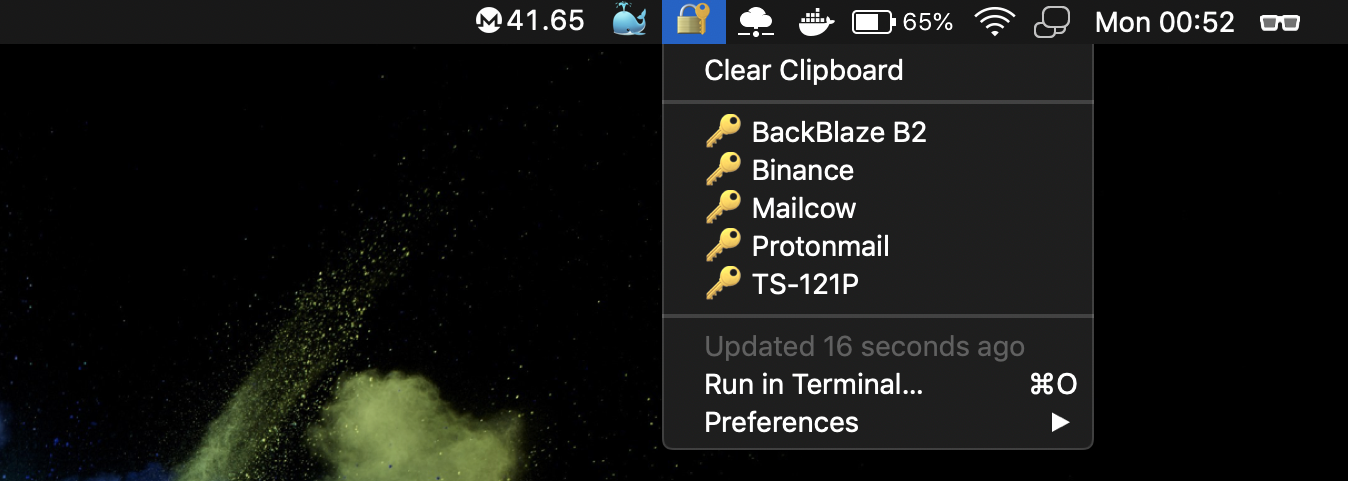 41.65 65% Mon 00:52
Clear Clipboard
BackBlaze B2
Binance
Mailcow
Protonmail
TS-121P
Updated 16 seconds ago
Run in Terminal... ⌘O
Preferences